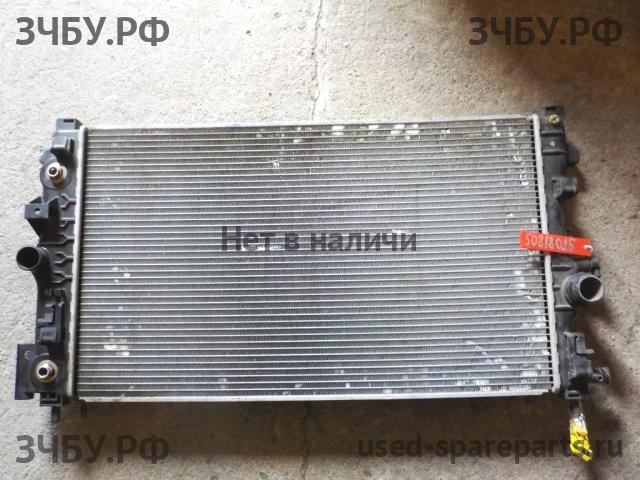 ЗЧБУ.РФ ЗЧБУ.РФ
Нет в наличи
50818015
ЗЧБУ.РФ used-spareparts.ru